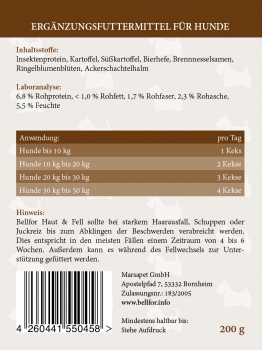 ERGÄNZUNGSFUTTERMITTEL FÜR HUNDE
Inhaltsstoffe:
Insektenprotein, Kartoffel, Süßkartoffel, Bierhefe, Brennnesselsamen,
Ringelblumenblüten, Ackerschachtelhalm
Laboranalyse:
6,8 % Rohprotein, < 1,0 % Rohfett, 1,7 % Rohfaser, 2,3 % Rohasche,
5,5 % Feuchte
Anwendung: pro Tag
Hunde bis 10 kg 1 Keks
Hunde 10 kg bis 20 kg 2 Kekse
Hunde 20 kg bis 30 kg 3 Kekse
Hunde 30 kg bis 50 kg 4 Kekse
Hinweis:
Bellfor Haut & Fell sollte bei starkem Haarausfall, Schuppen oder
Juckreiz bis zum Abklingen der Beschwerden verabreicht werden.
Dies entspricht in den meisten Fällen einem Zeitraum von 4 bis 6
Wochen. Außerdem kann es während des Fellwechsels zur Unter-
stützung gefüttert werden.
Marsapet GmbH
Apostelpfad 7, 53332 Bornheim
Zulassungsnr.: 183/2005
www.bellfor.info
Mindestens haltbar bis:
Siehe Aufdruck
200 g
4 260441 550458 >